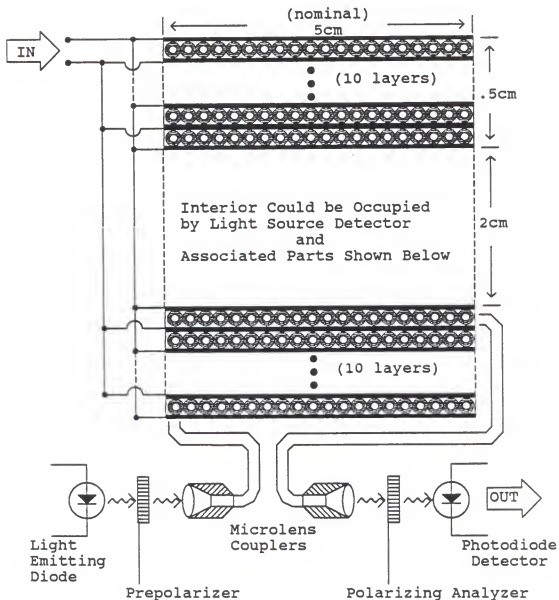 (nominal)
5cm
IN
(10 layers)
.5cm
Interior Could be Occupied
by Light Source Detector
and
Associated Parts Shown Below
2cm
(10 layers)
OUT
Microlens
Couplers
Light
Emitting
Diode
Photodiode
Detector
Prepolarizer
Polarizing Analyzer